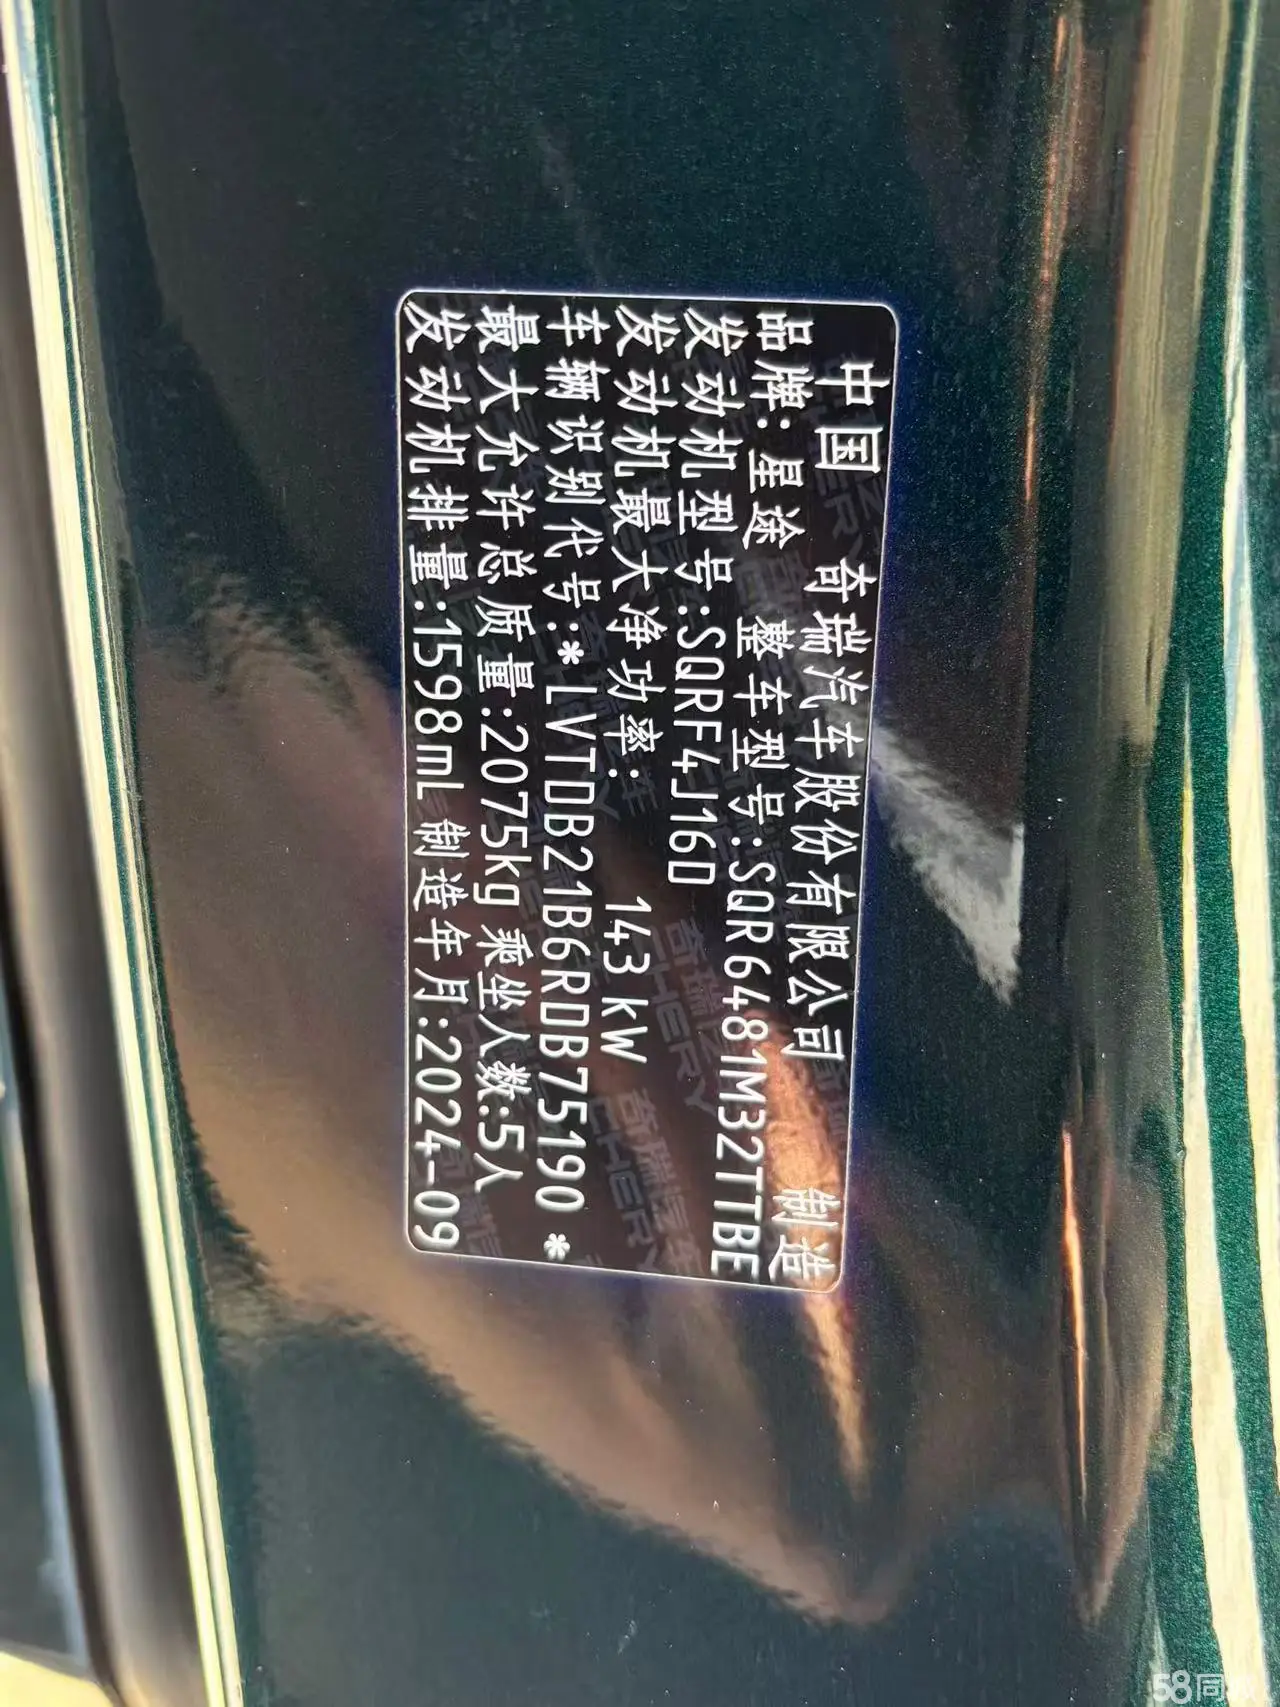 中国 奇瑞汽车股份有限公司 制造
品牌:星途 整车型号:SQR6481M32TTBE
发动机型号:SQRF4J16D
发动机最大净功率: 143kW
车辆识别代号:*LVTDB21B6RDB75190*
最大允许总质量:2075kg 乘坐人数:5人
发动机排量:1598mL 制造年月:2024-09
58同城